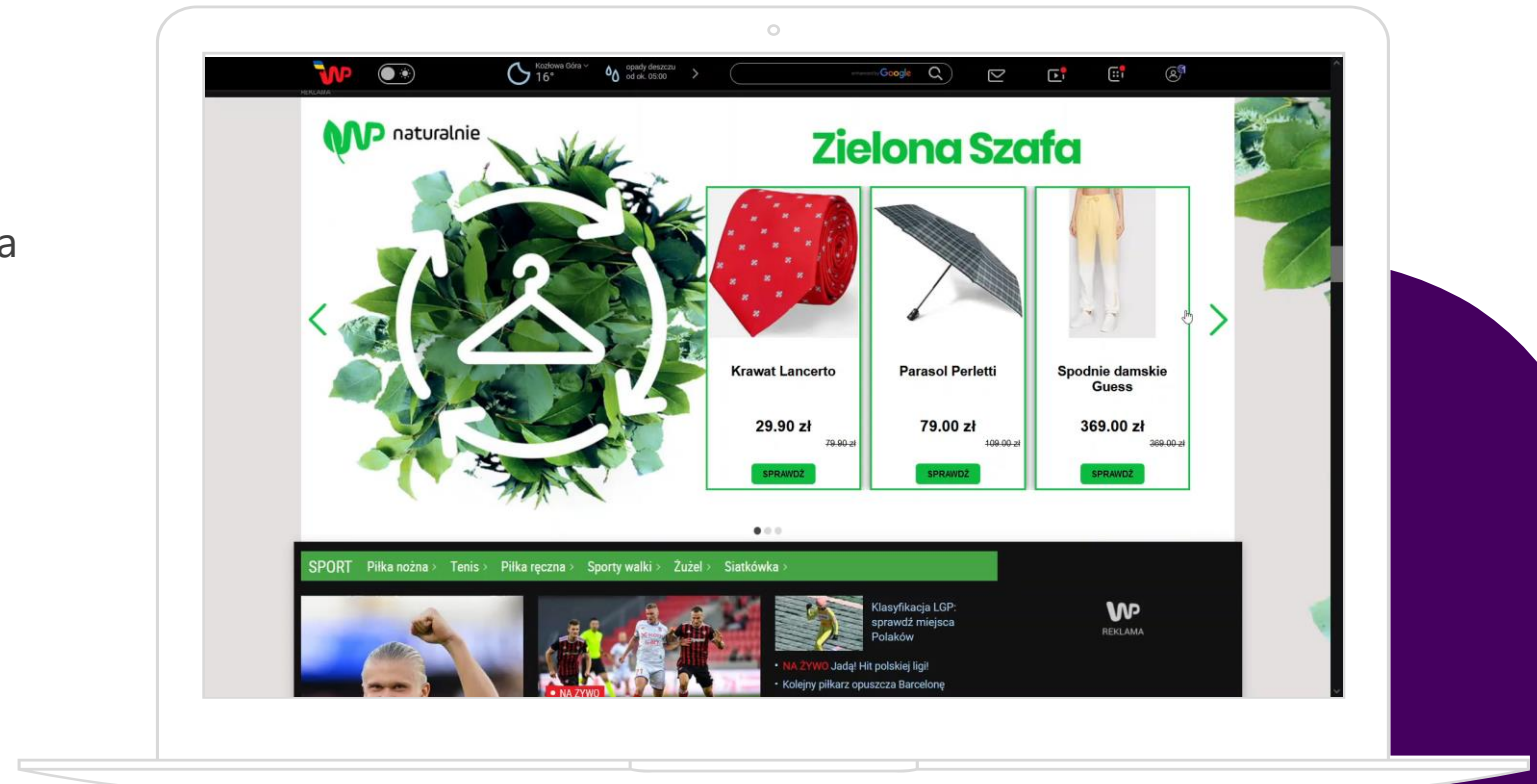 a
WP
Kozłowa Góra
16°
opady deszczu
od ok. 05:00
Google
REKLAMA
WP naturalnie
Zielona Szafa
Krawat Lancerto
29.90 zł
79.90 zł
SPRAWDŹ
Parasol Perletti
79.00 zł
109.00 zł
SPRAWDŹ
Spodnie damskie
Guess
369.00 zł
369.00 zł
SPRAWDŹ
SPORT Piłka nożna > Tenis > Piłka ręczna > Sporty walki > Żużel > Siatkówka >
• NA ŻYWO
Klasyfikacja LGP:
sprawdź miejsca
Polaków
• NA ŻYWO Jadą! Hit polskiej ligi!
• Kolejny piłkarz opuszcza Barcelonę
WP
REKLAMA